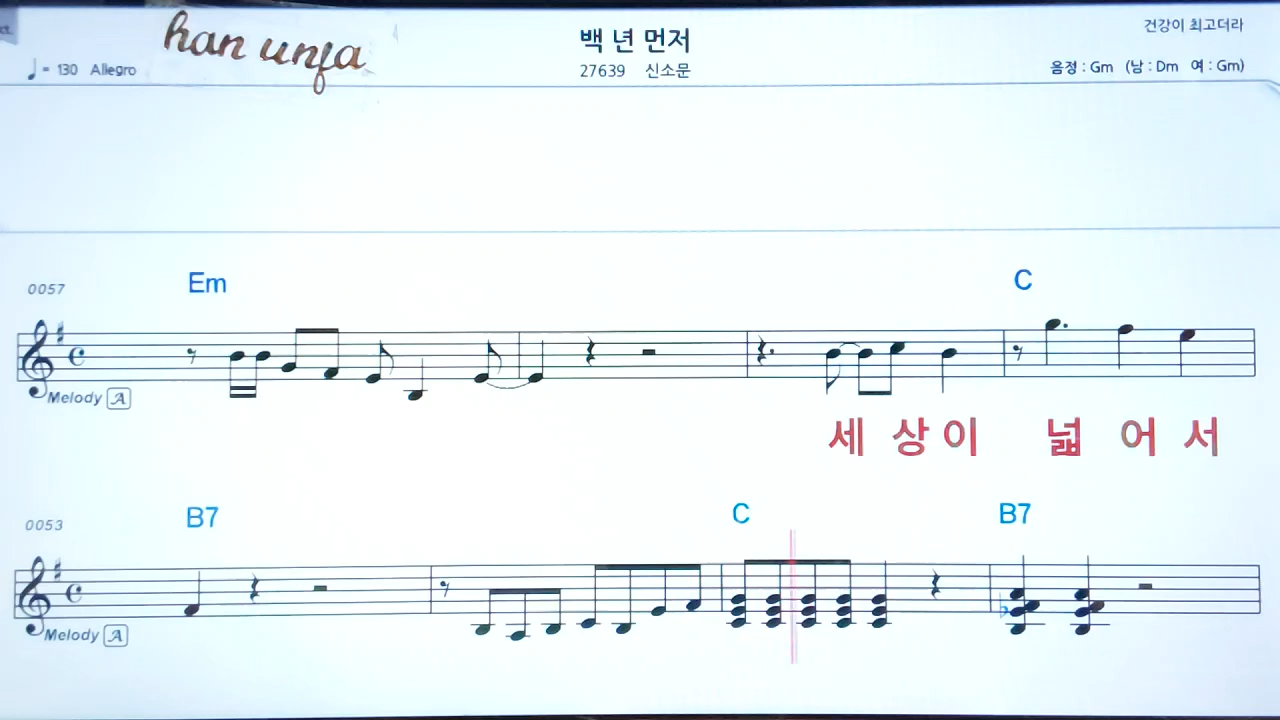 ct.
han unfa
백 년 먼저
건강이 최고더라
♩ = 130 Allegro
27639 신소문
음정 : Gm (남 : Dm 여 : Gm)
0057
Em
C
Melody A
세 상 이 넓 어 서
0053
B7
C
B7
Melody A